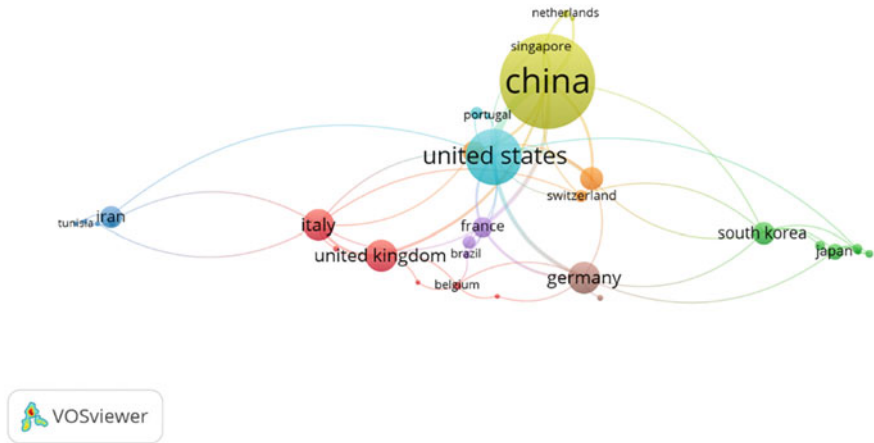 netherlands
singapore
china
portugal
united states
switzerland
iran
tunisia
italy
france
south korea
united kingdom
brazil
japan
germany
belgium
VOSviewer